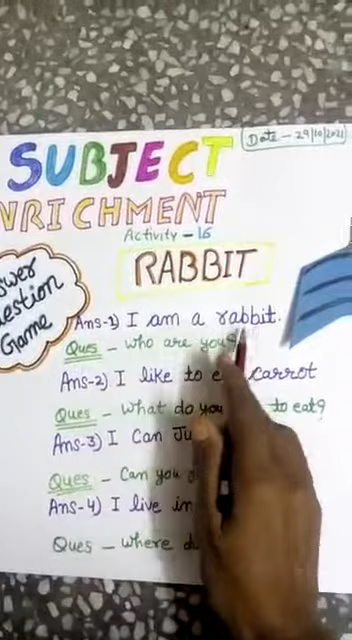 Date - 29/10/2021
SUBJECT
NRICHMENT
Activity - 16
RABBIT
swer
uestion
Game
Ans-1) I am a rabbit.
Ques - who are you?
Ans-2) I like to carrot
Ques - what do you to eat?
Ans-3) I Can Ju
Ques - Can you
Ans-4) I live in
Ques - where d